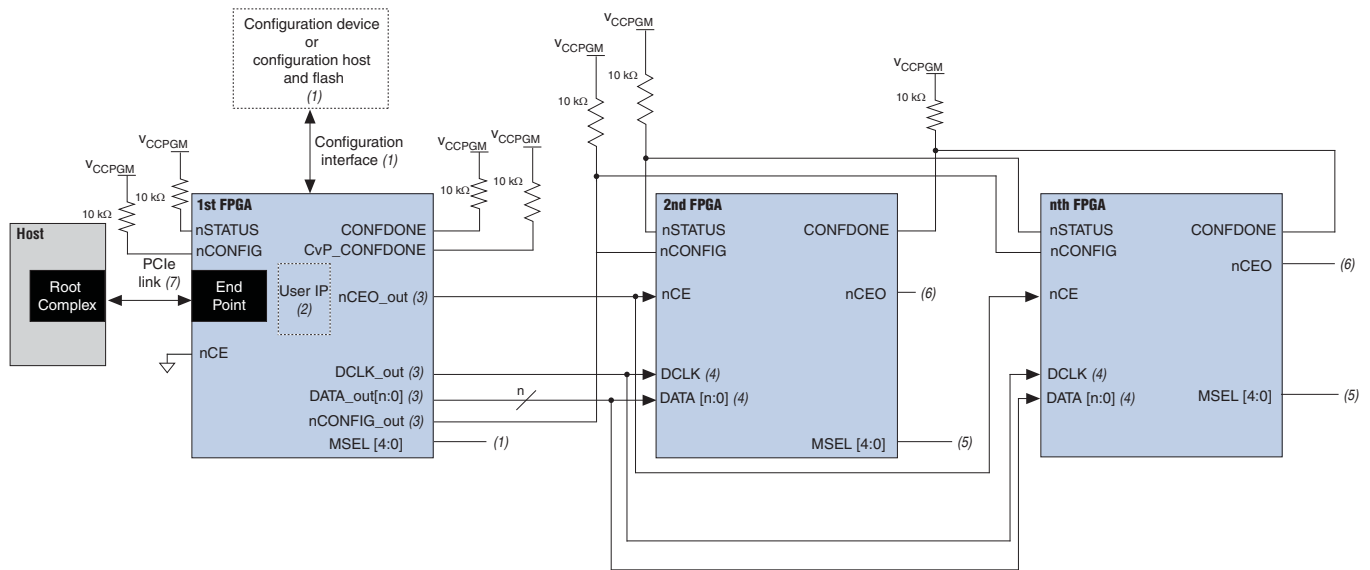 Configuration device
or
configuration host
and flash
(1)
Configuration
interface (1)
VCCPGM
10 kΩ
VCCPGM
10 kΩ
VCCPGM
10 kΩ
VCCPGM
10 kΩ
VCCPGM
10 kΩ
VCCPGM
10 kΩ
VCCPGM
10 kΩ
Host
Root
Complex
PCIe
link (7)
1st FPGA
nSTATUS
nCONFIG
End
Point
User IP
(2)
nCE
CONFDONE
CvP_CONFDONE
nCEO_out (3)
DCLK_out (3)
DATA_out[n:0] (3)
nCONFIG_out (3)
MSEL [4:0]
(1)
n
2nd FPGA
nSTATUS
nCONFIG
nCE
DCLK (4)
DATA [n:0] (4)
CONFDONE
nCEO
(6)
MSEL [4:0]
(5)
nth FPGA
nSTATUS
nCONFIG
nCE
DCLK (4)
DATA [n:0] (4)
CONFDONE
nCEO
(6)
MSEL [4:0]
(5)